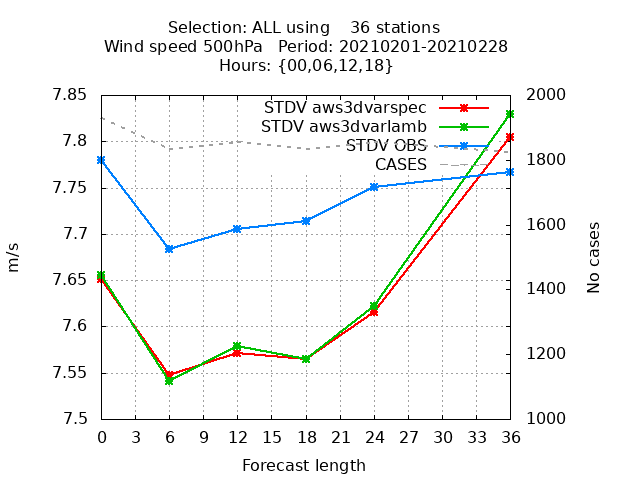 Selection: ALL using    36 stations
Wind speed 500hPa   Period: 20210201-20210228
Hours: {00,06,12,18}
STDV aws3dvarspec
STDV aws3dvarlamb
STDV OBS
CASES
7.85
7.8
7.75
7.7
7.65
7.6
7.55
7.5
2000
1800
1600
1400
1200
1000
m/s
No cases
0 3 6 9 12 15 18 21 24 27 30 33 36
Forecast length